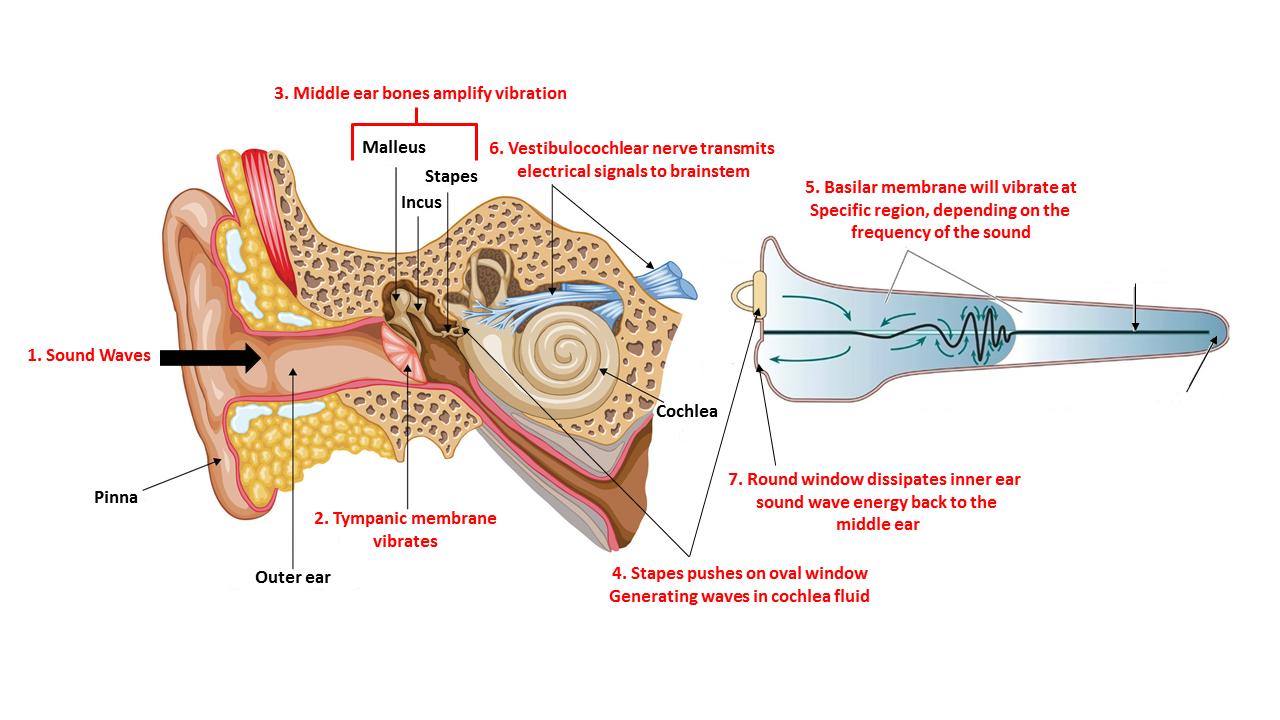 3. Middle ear bones amplify vibration
Malleus
Stapes
Incus
6. Vestibulocochlear nerve transmits
electrical signals to brainstem
5. Basilar membrane will vibrate at
Specific region, depending on the
frequency of the sound
1. Sound Waves
Cochlea
Pinna
2. Tympanic membrane
vibrates
Outer ear
7. Round window dissipates inner ear
sound wave energy back to the
middle ear
4. Stapes pushes on oval window
Generating waves in cochlea fluid